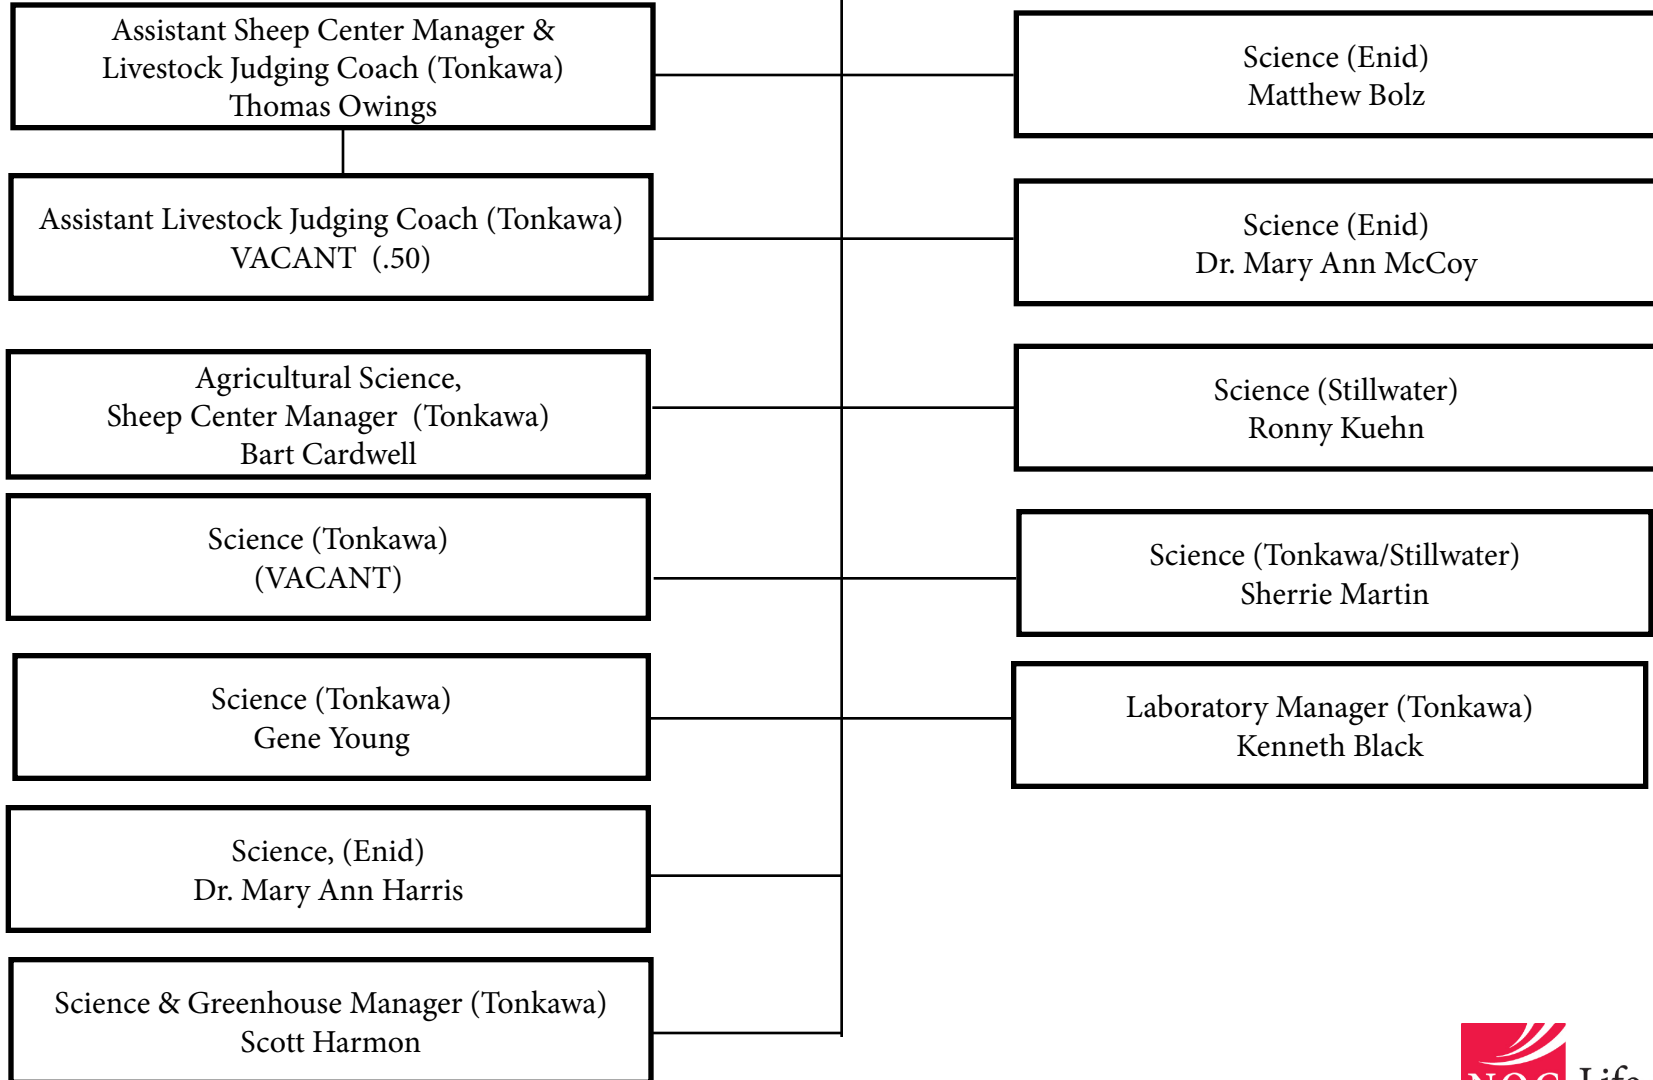 Assistant Sheep Center Manager &
Livestock Judging Coach (Tonkawa)
Thomas Owings
Assistant Livestock Judging Coach (Tonkawa)
VACANT (.50)
Agricultural Science,
Sheep Center Manager (Tonkawa)
Bart Cardwell
Science (Tonkawa)
(VACANT)
Science (Tonkawa)
Gene Young
Science, (Enid)
Dr. Mary Ann Harris
Science & Greenhouse Manager (Tonkawa)
Scott Harmon
Science (Enid)
Matthew Bolz
Science (Enid)
Dr. Mary Ann McCoy
Science (Stillwater)
Ronny Kuehn
Science (Tonkawa/Stillwater)
Sherrie Martin
Laboratory Manager (Tonkawa)
Kenneth Black
NOC Life